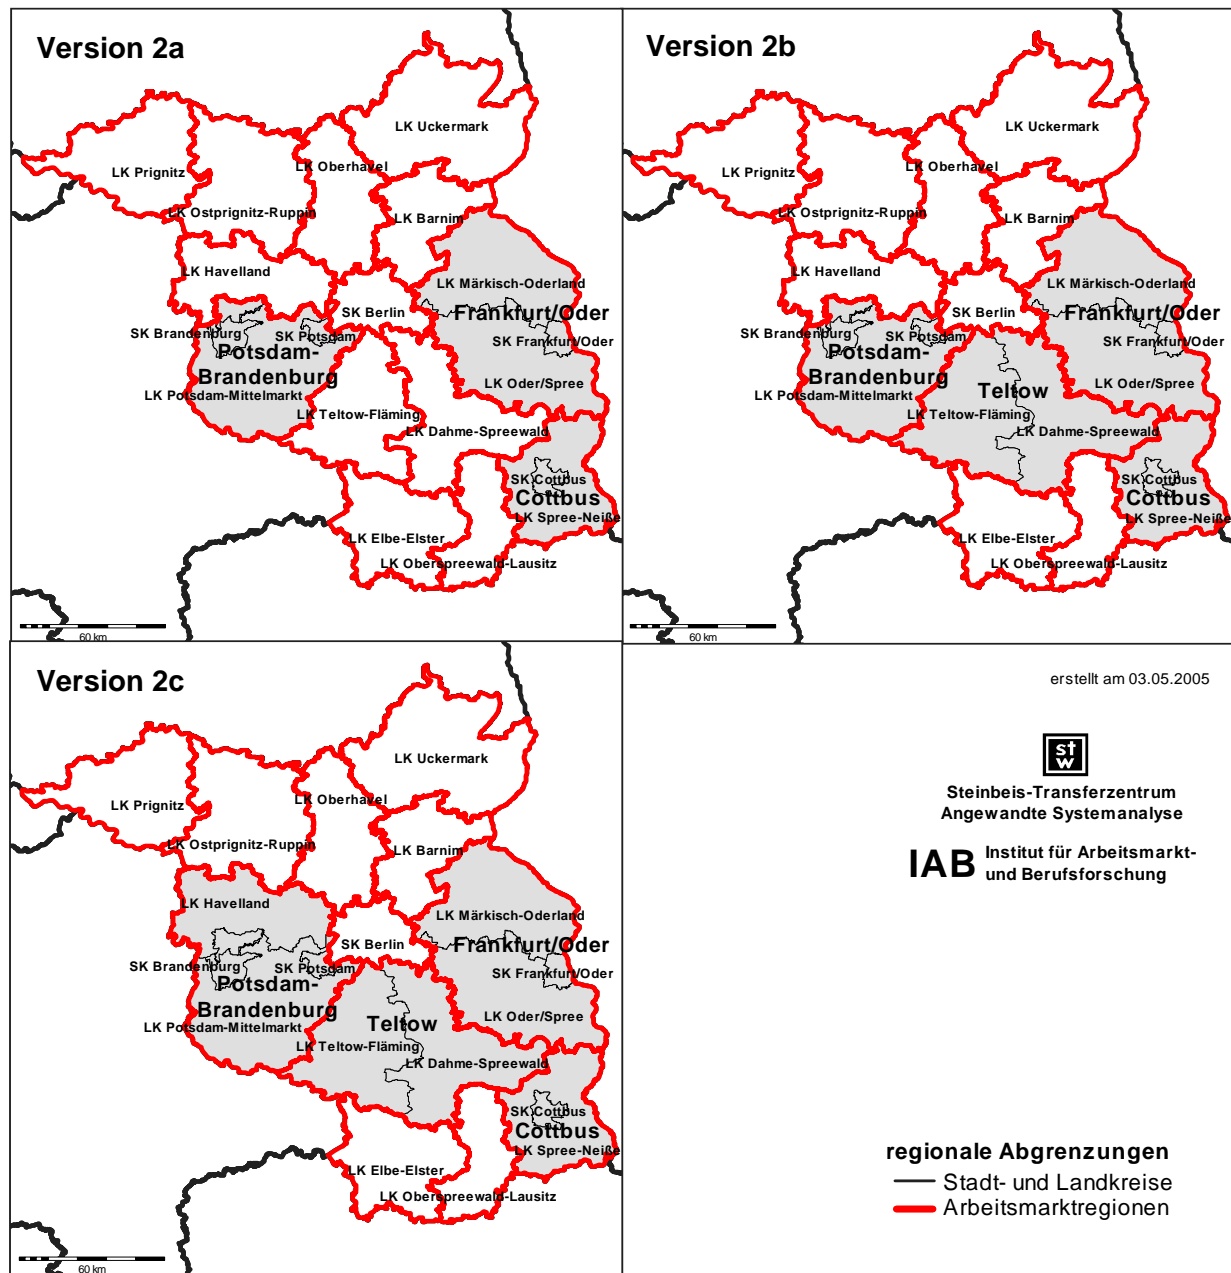 Version 2a
LK Uckermark
LK Prignitz
LK Oberhavel
LK Ostprignitz-Ruppin
LK Barnim
LK Havelland
LK Märkisch-Oderland
SK Berlin
Frankfurt/Oder
SK Brandenburg
SK Potsdam
SK Frankfurt/Oder
Potsdam-
Brandenburg
LK Oder/Spree
LK Potsdam-Mittelmarkt
LK Teltow-Fläming
LK Dahme-Spreewald
SK Cottbus
Cottbus
LK Spree-Neiße
LK Elbe-Elster
LK Oberspreewald-Lausitz
60 km
Version 2b
LK Uckermark
LK Prignitz
LK Oberhavel
LK Ostprignitz-Ruppin
LK Barnim
LK Havelland
LK Märkisch-Oderland
SK Berlin
Frankfurt/Oder
SK Brandenburg
SK Potsdam
SK Frankfurt/Oder
Potsdam-
Brandenburg
LK Oder/Spree
Teltow
LK Potsdam-Mittelmarkt
LK Teltow-Fläming
LK Dahme-Spreewald
SK Cottbus
Cottbus
LK Spree-Neiße
LK Elbe-Elster
LK Oberspreewald-Lausitz
60 km
Version 2c
LK Uckermark
LK Prignitz
LK Oberhavel
LK Ostprignitz-Ruppin
LK Barnim
LK Havelland
LK Märkisch-Oderland
SK Berlin
Frankfurt/Oder
SK Brandenburg
SK Potsdam
SK Frankfurt/Oder
Potsdam-
Brandenburg
LK Oder/Spree
Teltow
LK Potsdam-Mittelmarkt
LK Teltow-Fläming
LK Dahme-Spreewald
SK Cottbus
Cottbus
LK Spree-Neiße
LK Elbe-Elster
LK Oberspreewald-Lausitz
60 km
erstellt am 03.05.2005
st
w
Steinbeis-Transferzentrum
Angewandte Systemanalyse
IAB Institut für Arbeitsmarkt-
und Berufsforschung
regionale Abgrenzungen
Stadt- und Landkreise
Arbeitsmarktregionen